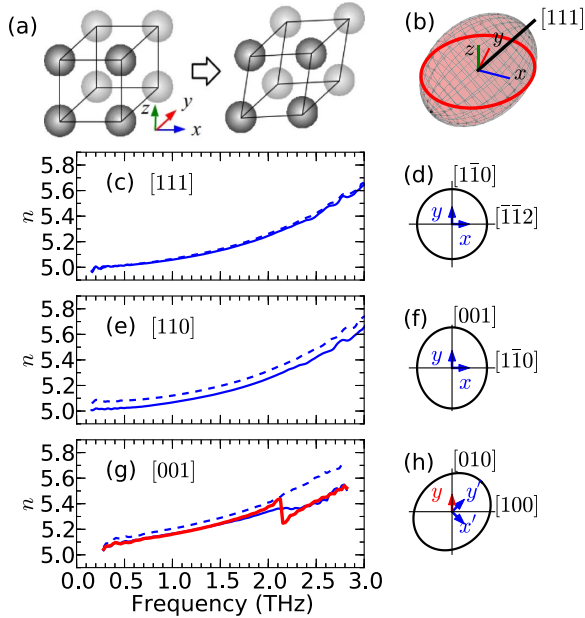 (a)
z y x
(b)
[111]
y
z
x
(c) [111]
5.8
5.6
5.4
5.2
5.0
n
(d) [11̅0]
y
x
[1̅1̅2]
(e) [110]
5.8
5.6
5.4
5.2
5.0
n
(f) [001]
y
x
[11̅0]
(g) [001]
5.8
5.6
5.4
5.2
5.0
n
(h) [010]
y y′
x′
[100]
0.0 0.5 1.0 1.5 2.0 2.5 3.0
Frequency (THz)